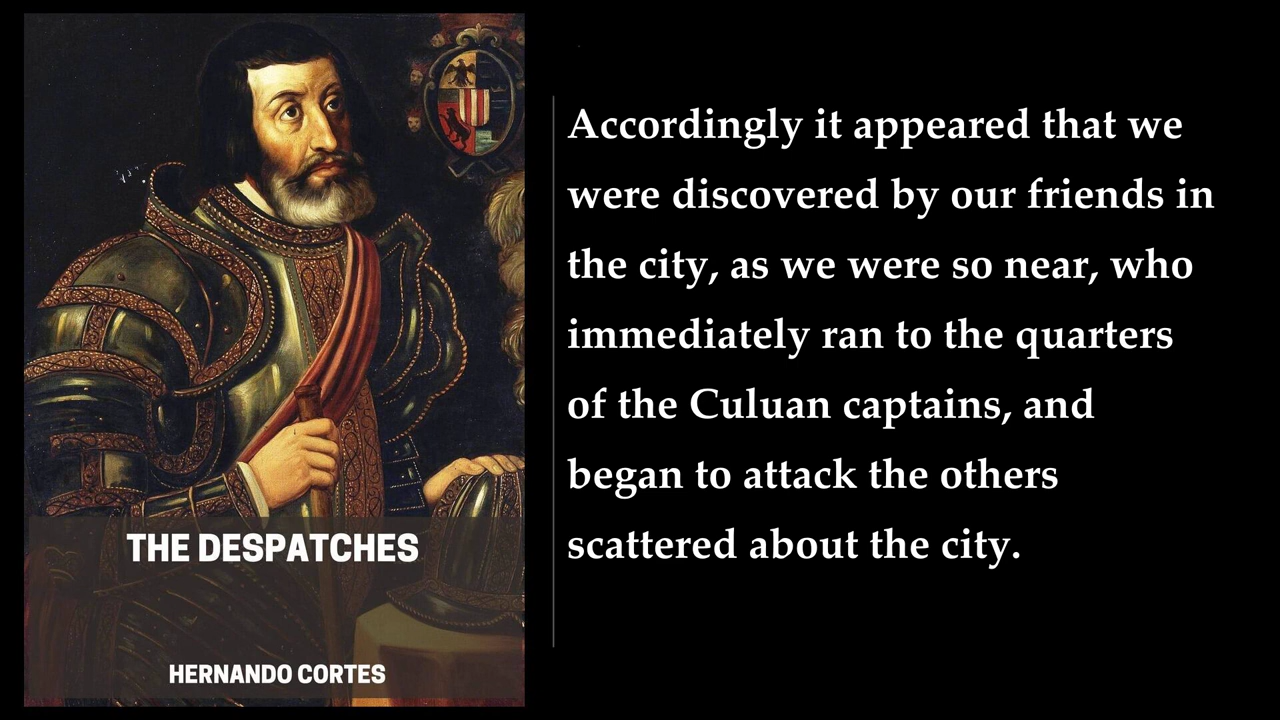 THE DESPATCHES
HERNANDO CORTES
Accordingly it appeared that we
were discovered by our friends in
the city, as we were so near, who
immediately ran to the quarters
of the Culuan captains, and
began to attack the others
scattered about the city.